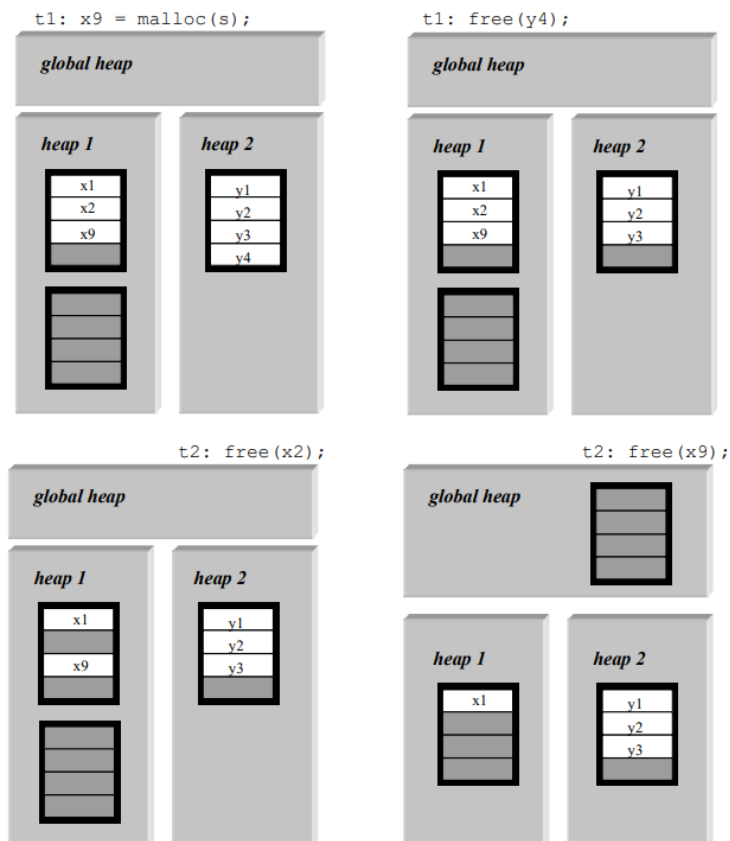 t1: x9 = malloc(s);
global heap
heap 1
heap 2
x1
x2
x9
y1
y2
y3
y4
t1: free(y4);
global heap
heap 1
heap 2
x1
x2
x9
y1
y2
y3
t2: free(x2);
global heap
heap 1
heap 2
x1
x9
y1
y2
y3
t2: free(x9);
global heap
heap 1
heap 2
x1
y1
y2
y3